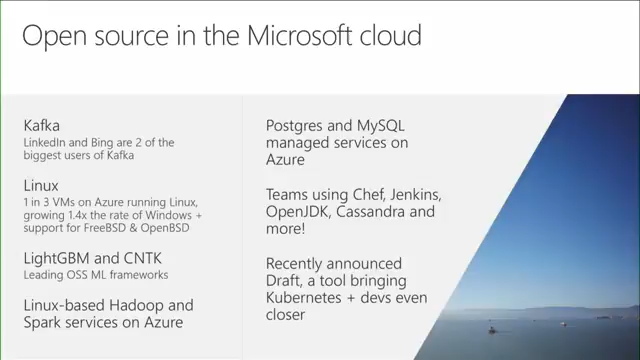 Open source in the Microsoft cloud
Kafka
LinkedIn and Bing are 2 of the
biggest users of Kafka
Linux
1 in 3 VMs on Azure running Linux,
growing 1.4x the rate of Windows +
support for FreeBSD & OpenBSD
LightGBM and CNTK
Leading OSS ML frameworks
Linux-based Hadoop and
Spark services on Azure
Postgres and MySQL
managed services on
Azure
Teams using Chef, Jenkins,
OpenJDK, Cassandra and
more!
Recently announced
Draft, a tool bringing
Kubernetes + devs even
closer